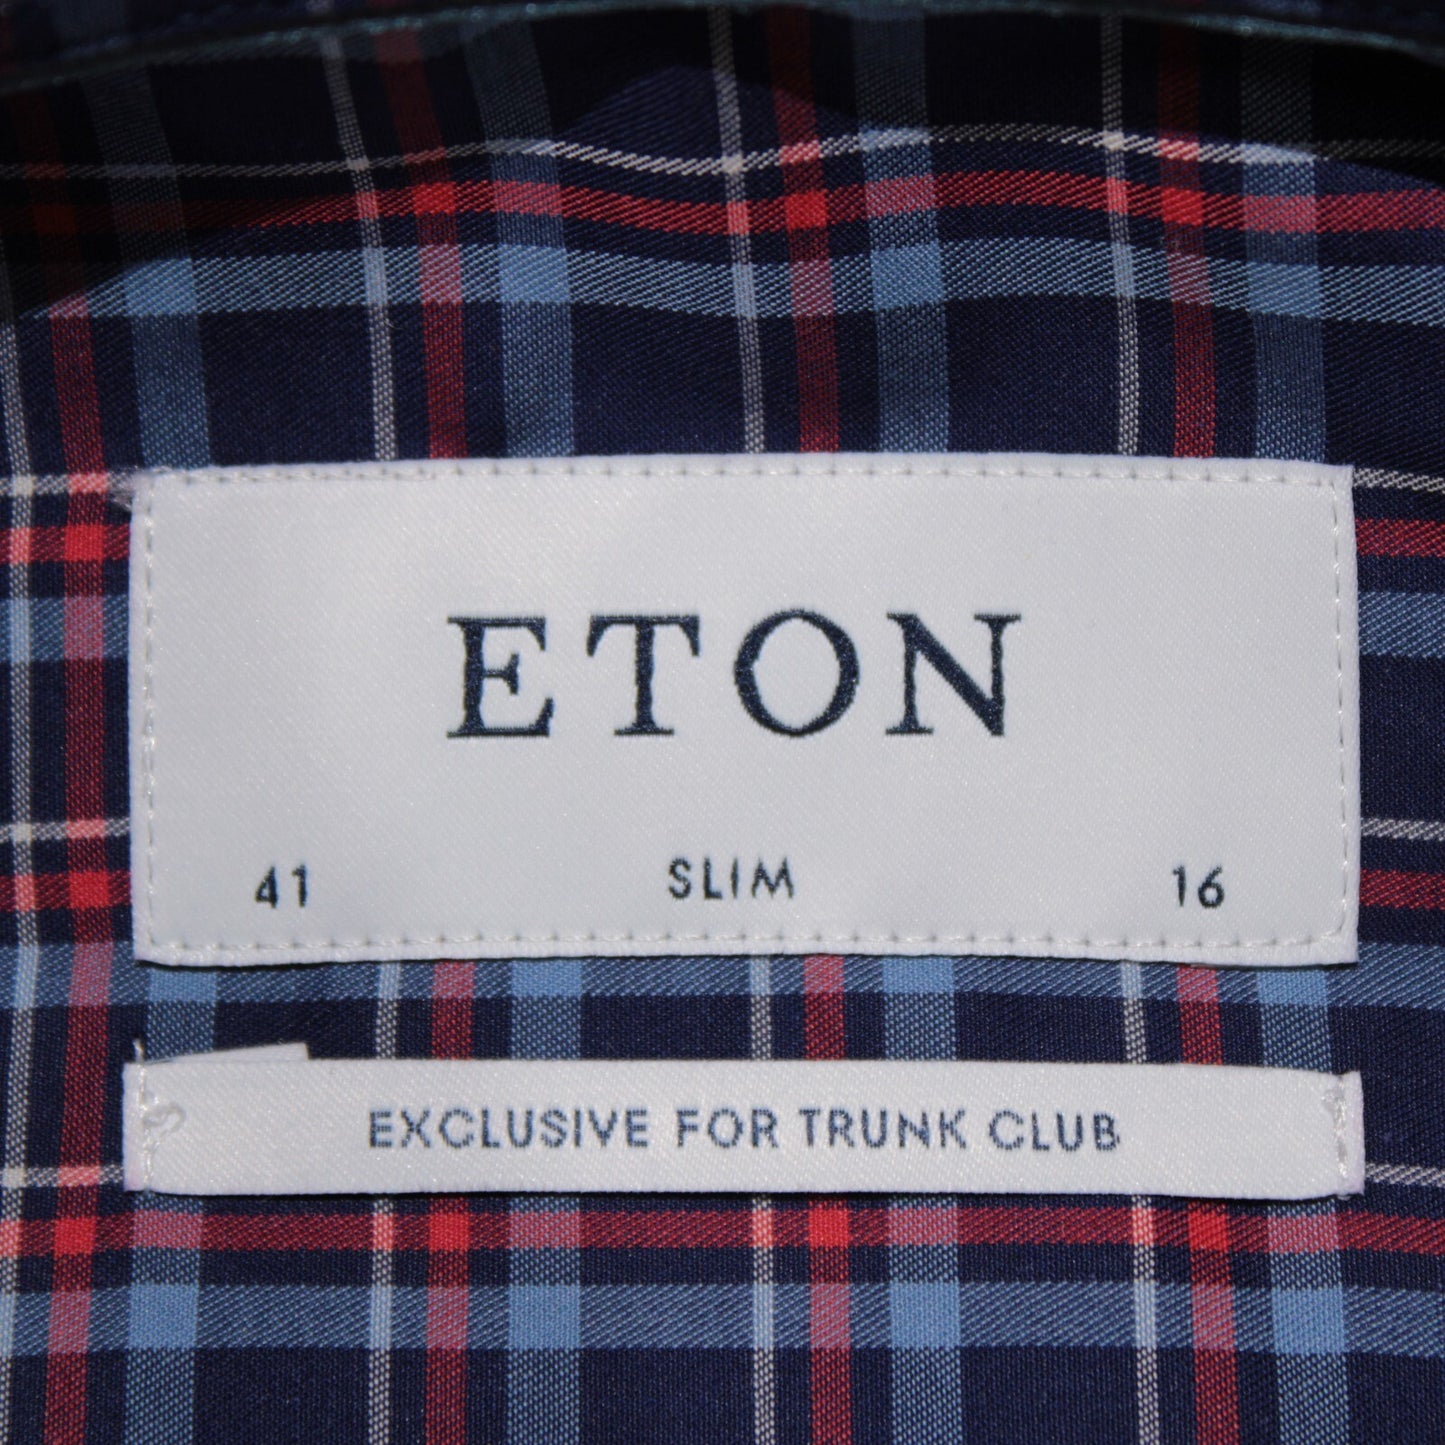 ETON
41 SLIM 16
EXCLUSIVE FOR TRUNK CLUB